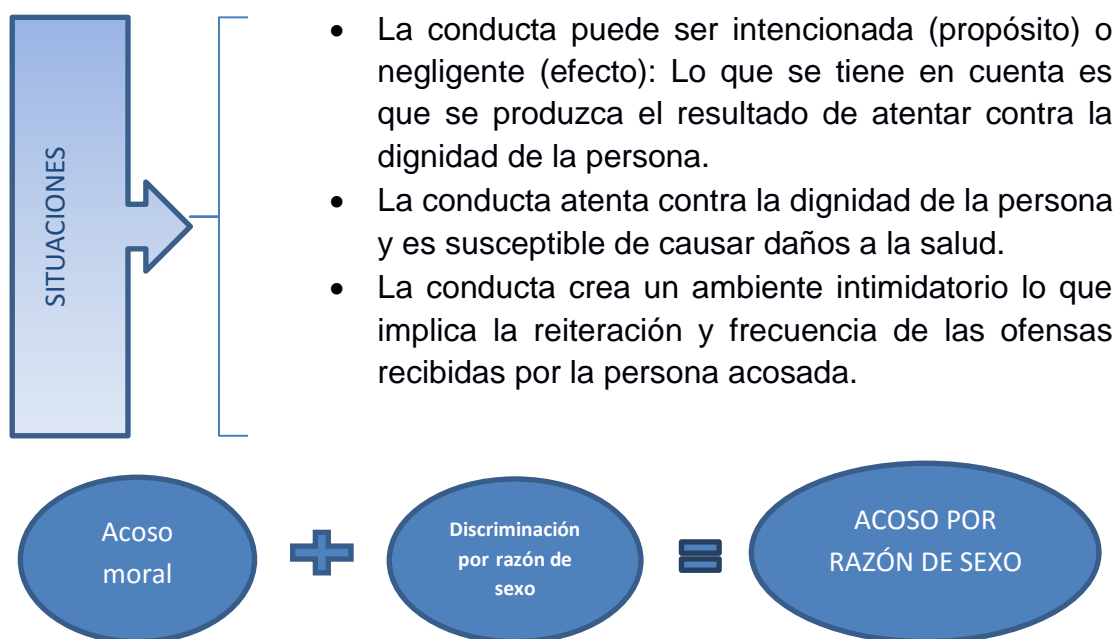 SITUACIONES
• La conducta puede ser intencionada (propósito) o
negligente (efecto): Lo que se tiene en cuenta es
que se produzca el resultado de atentar contra la
dignidad de la persona.
• La conducta atenta contra la dignidad de la persona
y es susceptible de causar daños a la salud.
• La conducta crea un ambiente intimidatorio lo que
implica la reiteración y frecuencia de las ofensas
recibidas por la persona acosada.
Acoso
moral
Discriminación
por razón de
sexo
ACOSO POR
RAZÓN DE SEXO